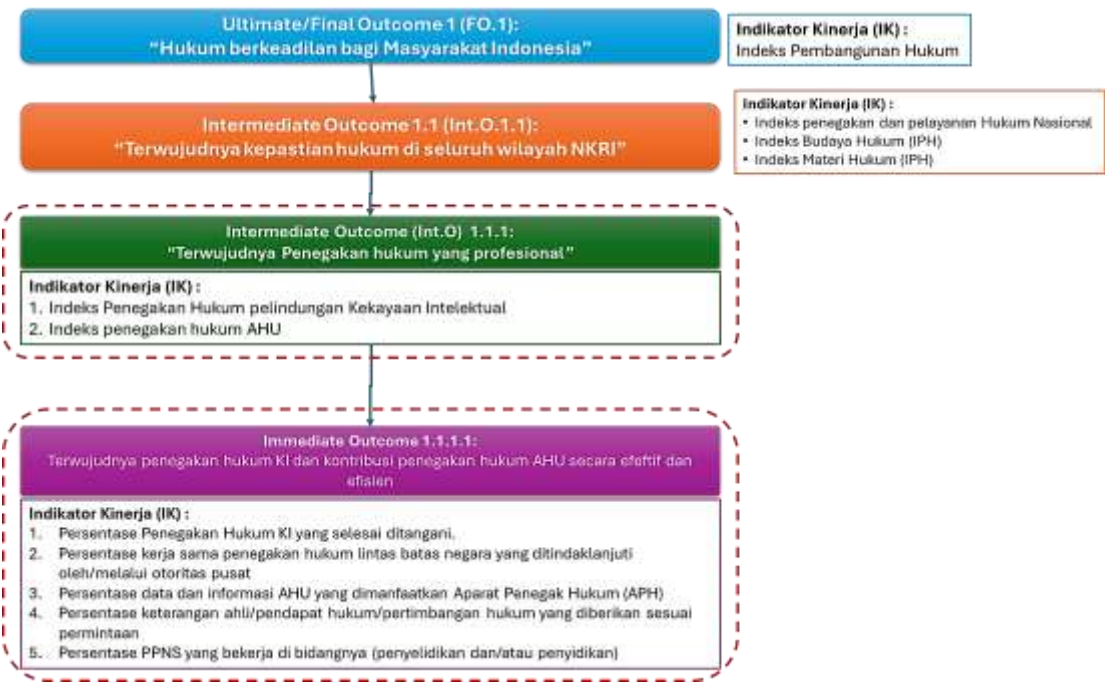 Ultimate/Final Outcome 1 (FO.1):
"Hukum berkeadilan bagi Masyarakat Indonesia"
Indikator Kinerja (IK) :
Indeks Pembangunan Hukum
Intermediate Outcome 1.1 (Int.O.1.1):
"Terwujudnya kepastian hukum di seluruh wilayah NKRI"
Indikator Kinerja (IK) :
• Indeks penegakan dan pelayanan Hukum Nasional
• Indeks Budaya Hukum (IPH)
• Indeks Materi Hukum (IPH)
Intermediate Outcome (Int.O) 1.1.1:
"Terwujudnya Penegakan hukum yang profesional"
Indikator Kinerja (IK) :
1. Indeks Penegakan Hukum pelindungan Kekayaan Intelektual
2. Indeks penegakan hukum AHU
Immediate Outcome 1.1.1.1:
Terwujudnya penegakan hukum KI dan kontribusi penegakan hukum AHU secara efeftif dan
efisien
Indikator Kinerja (IK) :
1. Persentase Penegakan Hukum KI yang selesai ditangani.
2. Persentase kerja sama penegakan hukum lintas batas negara yang ditindaklanjuti
oleh/melalui otoritas pusat
3. Persentase data dan informasi AHU yang dimanfaatkan Aparat Penegak Hukum (APH)
4. Persentase keterangan ahli/pendapat hukum/pertimbangan hukum yang diberikan sesuai
permintaan
5. Persentase PPNS yang bekerja di bidangnya (penyelidikan dan/atau penyidikan)